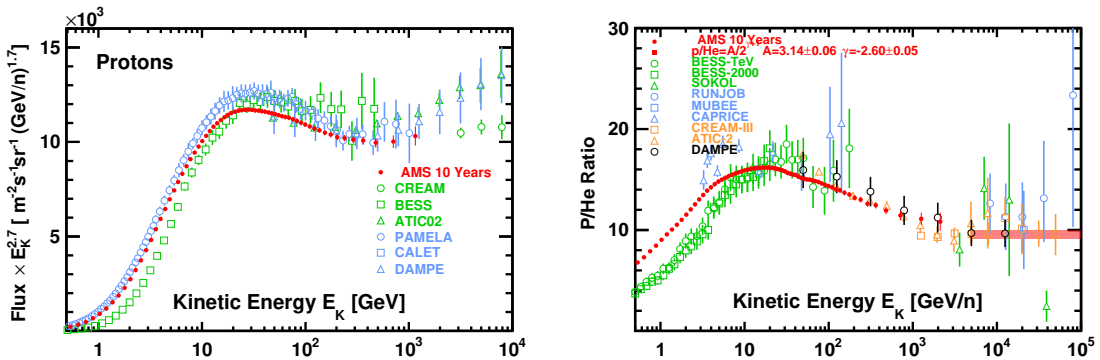 ×10³
Flux × E_K^2.7 [ m⁻²s⁻¹sr⁻¹ (GeV/n)^1.7]
15
10
5
Protons
AMS 10 Years
CREAM
BESS
ATIC02
PAMELA
CALET
DAMPE
Kinetic Energy E_K [GeV]
1
10
10²
10³
10⁴
P/He Ratio
30
20
10
0
AMS 10 Years
p/He=A/2 A=3.14±0.06 γ=-2.60±0.05
BESS-TeV
BESS-2000
SOKOL
RUNJOB
MUBEE
CAPRICE
CREAM-III
ATIC-2
DAMPE
Kinetic Energy E_K [GeV/n]
1
10
10²
10³
10⁴
10⁵